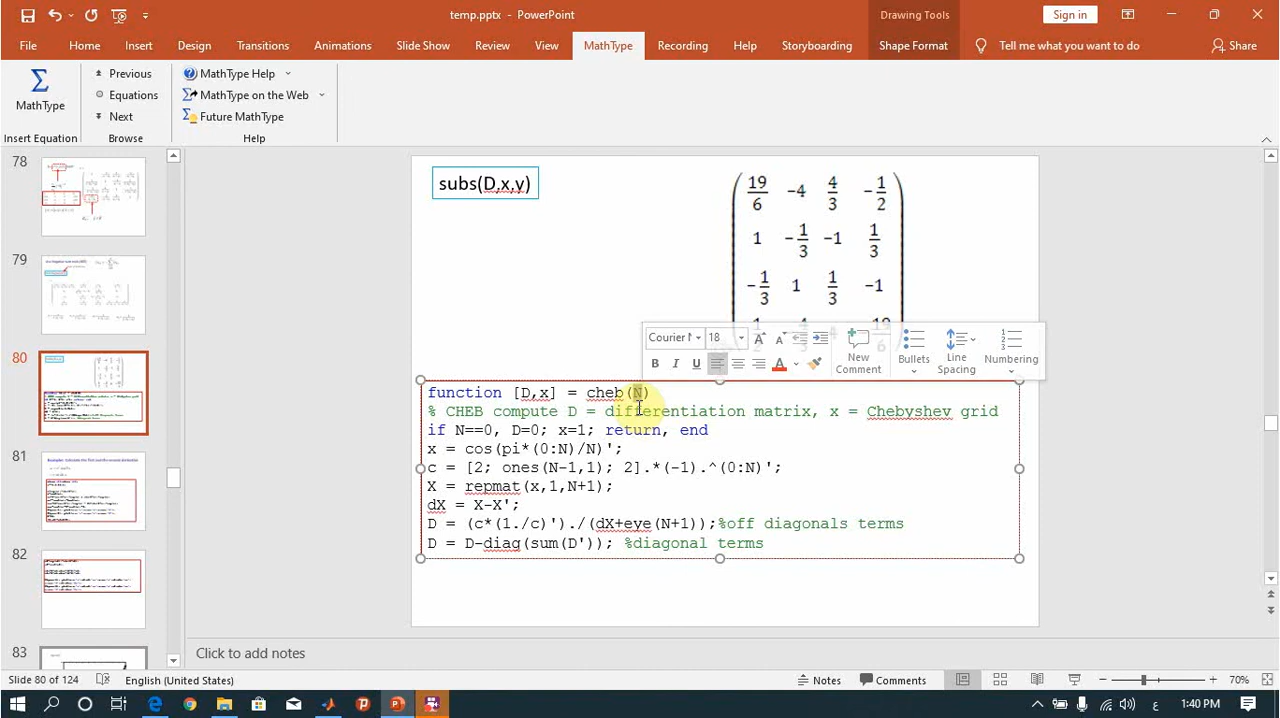 temp.pptx - PowerPoint
Drawing Tools
Sign in
File Home Insert Design Transitions Animations Slide Show Review View MathType Recording Help Storyboarding Shape Format Tell me what you want to do Share
MathType
Previous
Equations
Next
MathType Help
MathType on the Web
Future MathType
Insert Equation
Browse
Help
78
79
80
81
82
83
subs(D,x,v)
19/6 -4 4/3 -1/2
1 -1/3 -1 1/3
-1/3 1 1/3 -1
Courier 18
B I U A
New Comment
Bullets
Line Spacing
Numbering
function [D,x] = cheb(N)
% CHEB compute D = differentiation matrix, x = Chebyshev grid
if N==0, D=0; x=1; return, end
x = cos(pi*(0:N)/N)';
c = [2; ones(N-1,1); 2].*(-1).^(0:N)';
X = repmat(x,1,N+1);
dX = X-X';
D = (c*(1./c)')./(dX+eye(N+1));%off diagonals terms
D = D-diag(sum(D')); %diagonal terms
Click to add notes
Slide 80 of 124
English (United States)
Notes
Comments
70%
ع
1:40 PM